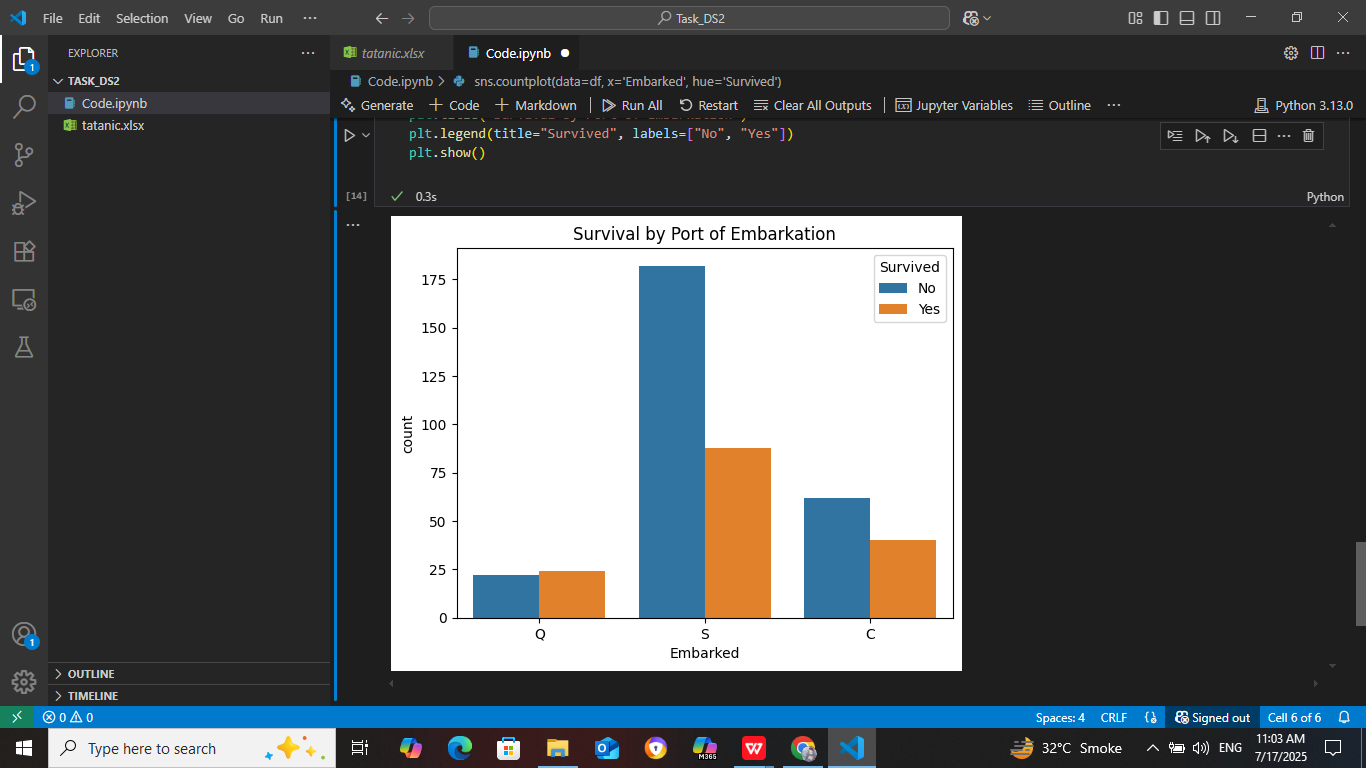 File Edit Selection View Go Run ···
Task_DS2
EXPLORER
tatanic.xlsx
Code.ipynb
TASK_DS2
Code.ipynb
tatanic.xlsx
Code.ipynb > sns.countplot(data=df, x='Embarked', hue='Survived')
Generate + Code + Markdown Run All Restart Clear All Outputs Jupyter Variables Outline ··· Python 3.13.0
plt.legend(title="Survived", labels=["No", "Yes"])
plt.show()
[14] 0.3s Python
Survival by Port of Embarkation
Survived
No
Yes
175
150
125
100
75
50
25
0
count
Q S C
Embarked
1
1
OUTLINE
TIMELINE
0 0 Spaces: 4 CRLF Signed out Cell 6 of 6
Type here to search
M365
32°C Smoke
ENG
11:03 AM
7/17/2025